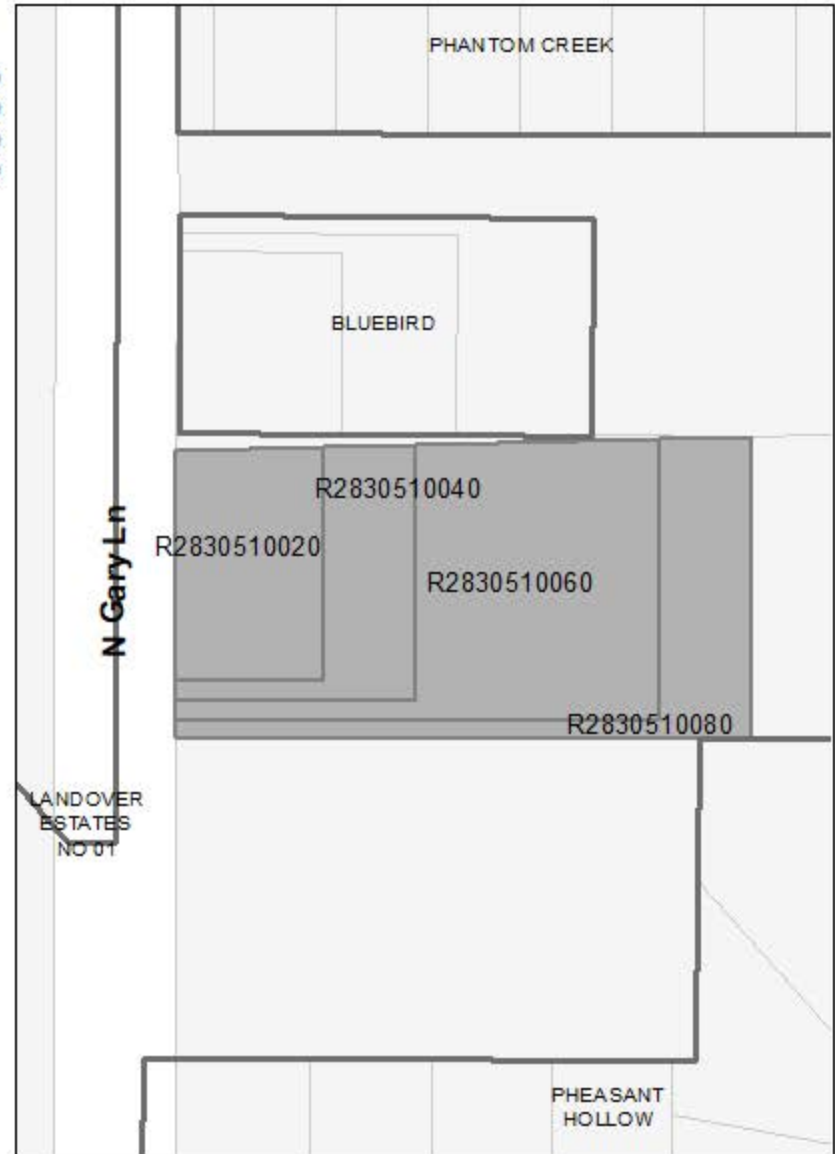 PHANTOM CREEK
BLUEBIRD
R2830510040
R2830510020
R2830510060
N Gary Ln
R2830510080
LANDOVER
ESTATES
NO 01
PHEASANT
HOLLOW